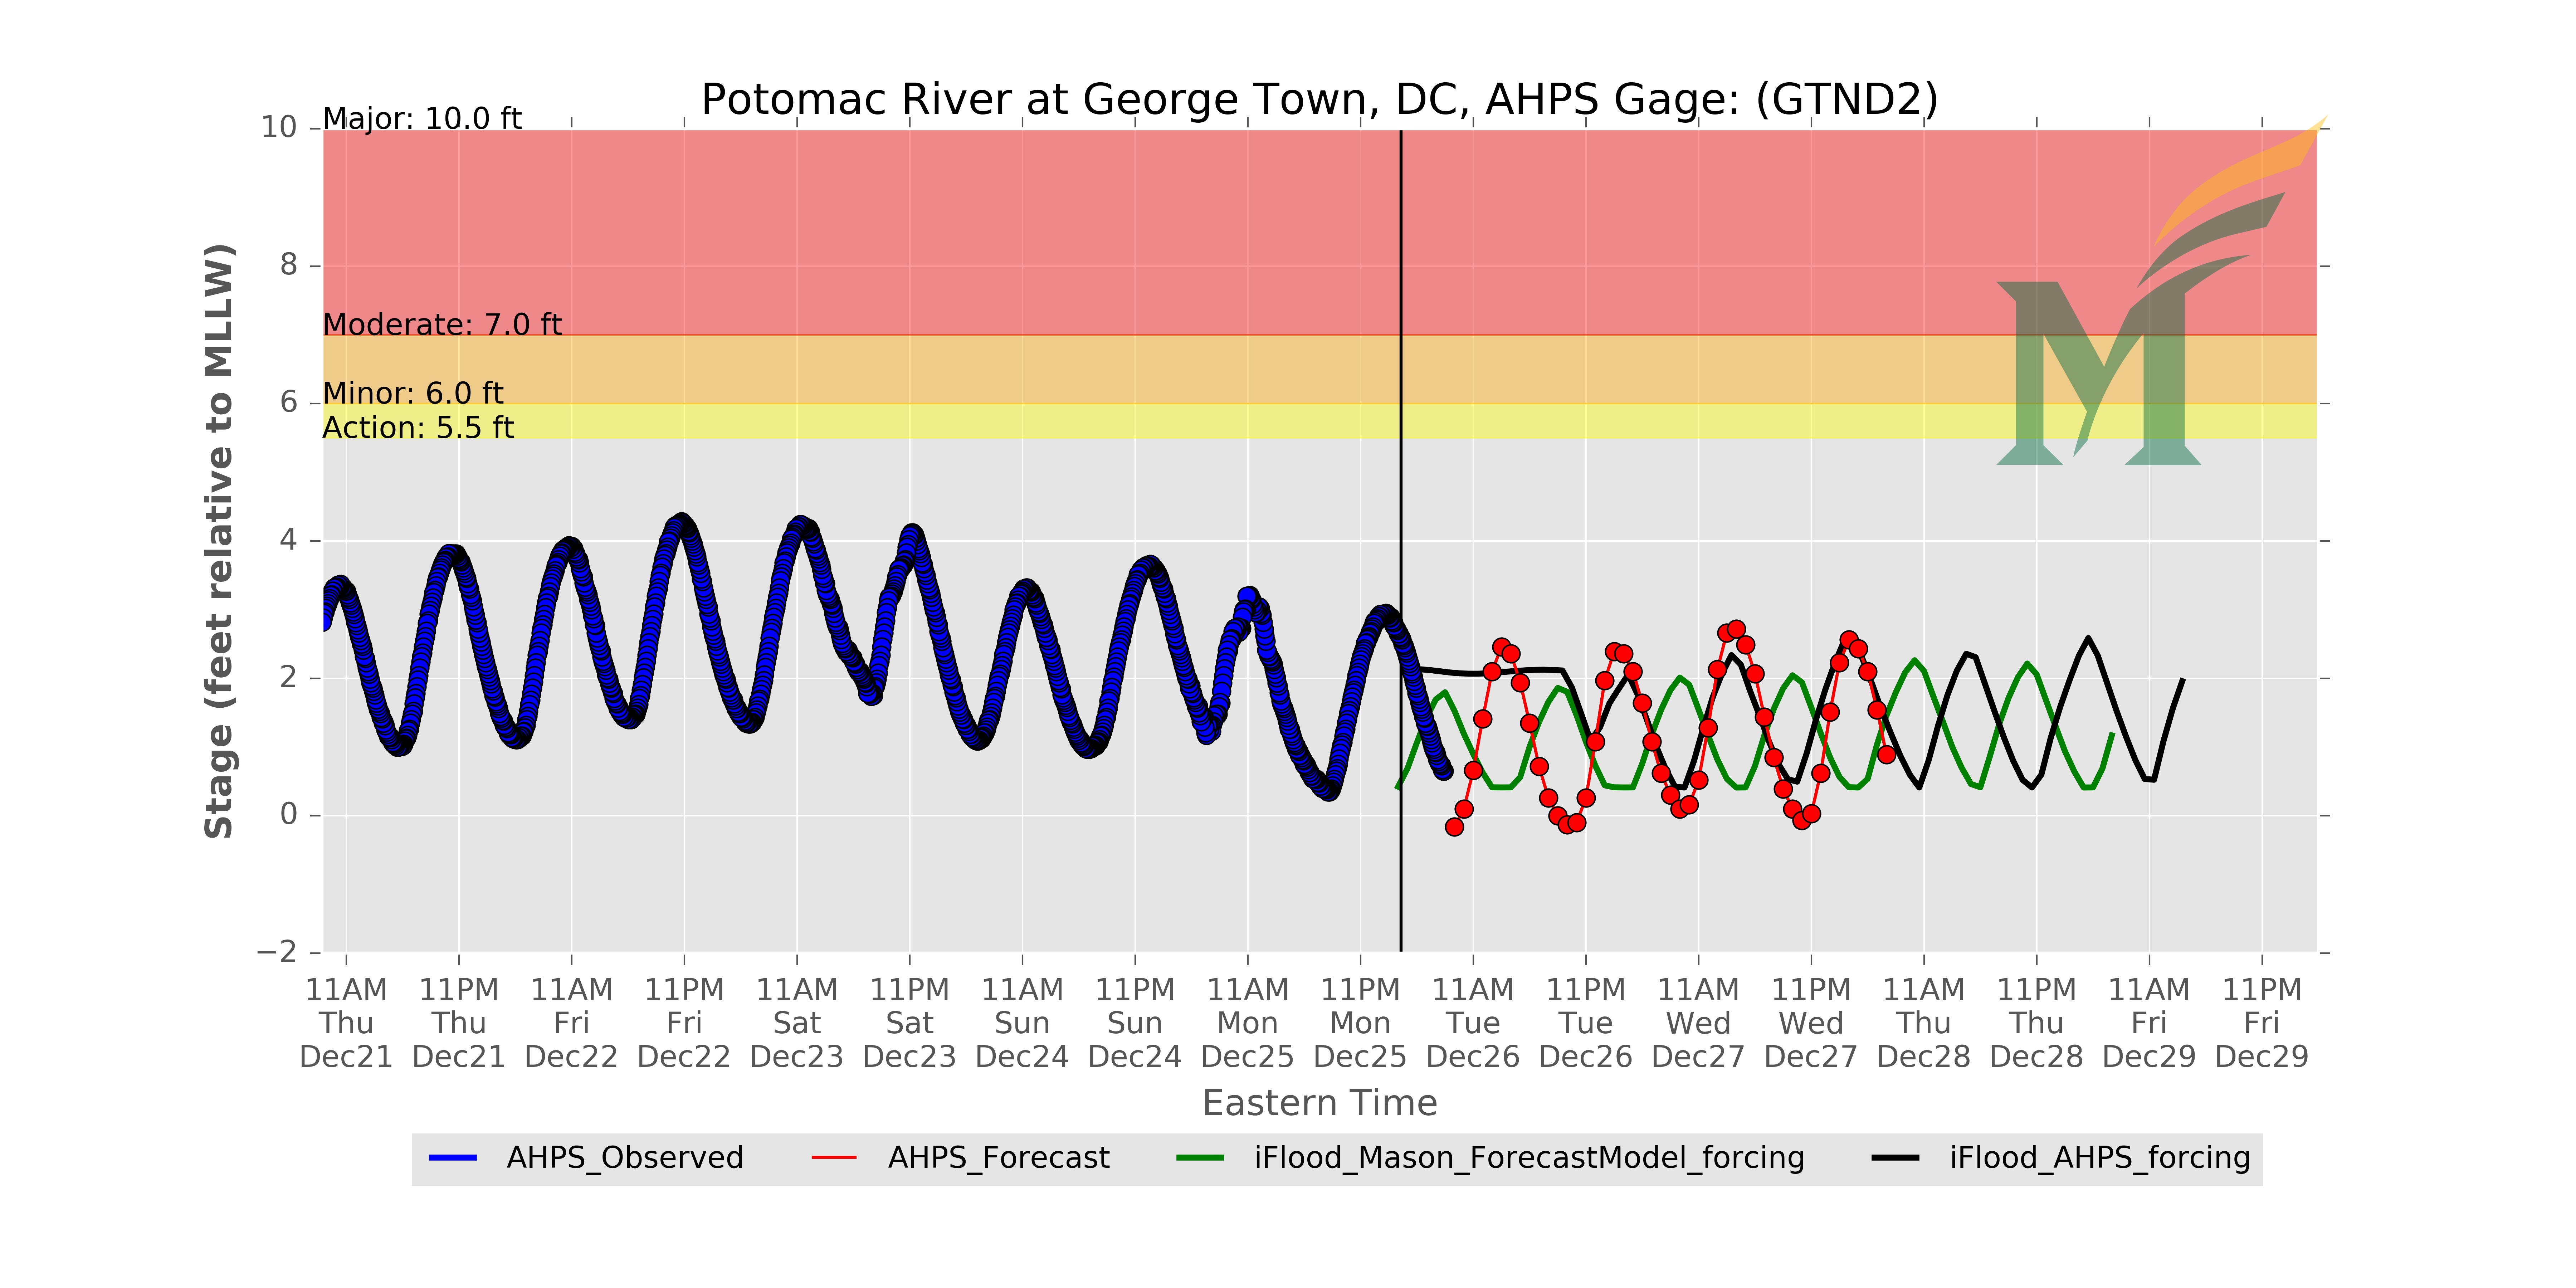 Potomac River at George Town, DC, AHPS Gage: (GTND2)
Major: 10.0 ft
Moderate: 7.0 ft
Minor: 6.0 ft
Action: 5.5 ft
Stage (feet relative to MLLW)
10
8
6
4
2
0
−2
11AM 11PM 11AM 11PM 11AM 11PM 11AM 11PM 11AM 11PM 11AM 11PM 11AM 11PM 11AM 11PM 11AM 11PM
Thu Thu Fri Fri Sat Sat Sun Sun Mon Mon Tue Tue Wed Wed Thu Thu Fri Fri
Dec21 Dec21 Dec22 Dec22 Dec23 Dec23 Dec24 Dec24 Dec25 Dec25 Dec26 Dec26 Dec27 Dec27 Dec28 Dec28 Dec29 Dec29
Eastern Time
AHPS_Observed AHPS_Forecast iFlood_Mason_ForecastModel_forcing iFlood_AHPS_forcing
M